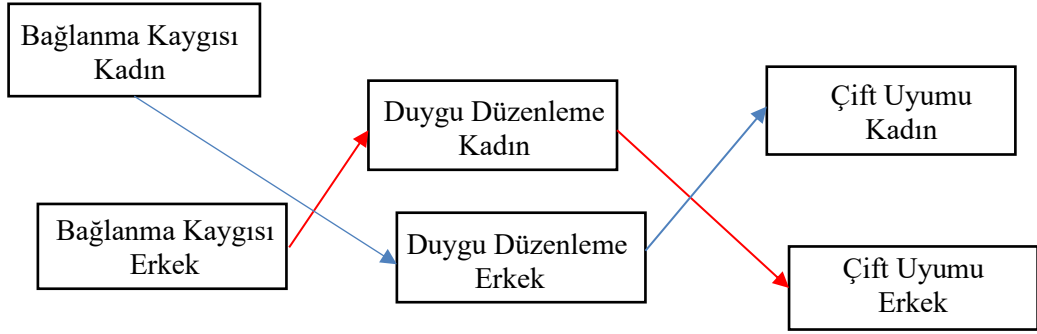 Bağlanma Kaygısı
Kadın
Duygu Düzenleme
Kadın
Çift Uyumu
Kadın
Bağlanma Kaygısı
Erkek
Duygu Düzenleme
Erkek
Çift Uyumu
Erkek